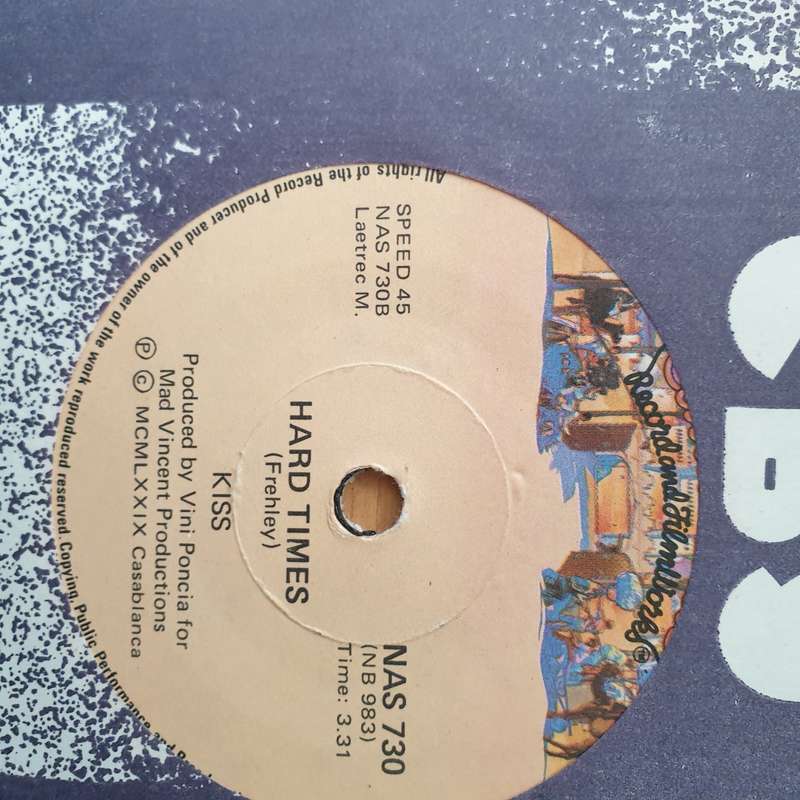 CBS
Record and FilmWorks
SPEED 45
NAS 730B
Laetrec M.
NAS 730
(NB 983)
Time: 3.31
HARD TIMES
(Frehley)
KISS
Produced by Vini Poncia for
Mad Vincent Productions
Ⓟ © MCMLXXIX Casablanca
All rights of the Record Producer and of the owner of the work reproduced reserved. Copying, Public Performance and